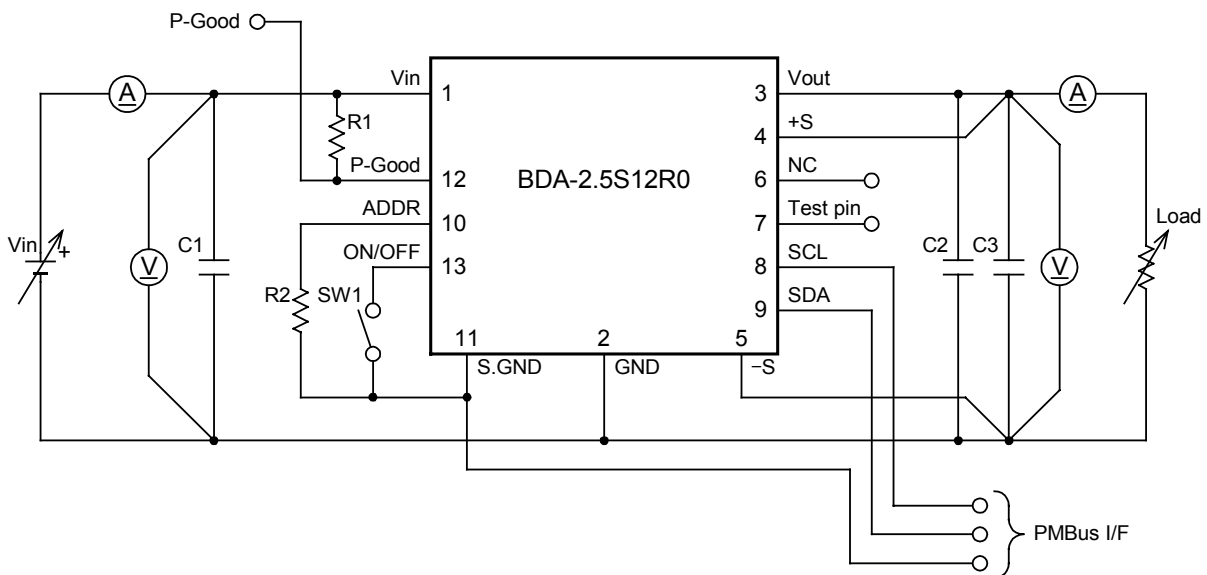 P-Good
A
Vin
1
3
Vout
A
R1
4
+S
P-Good
12
BDA-2.5S12R0
6
NC
ADDR
10
7
Test pin
Load
Vin
+
V
C1
ON/OFF
13
8
SCL
C2
C3
V
R2
SW1
9
SDA
11
2
5
S.GND
GND
−S
PMBus I/F